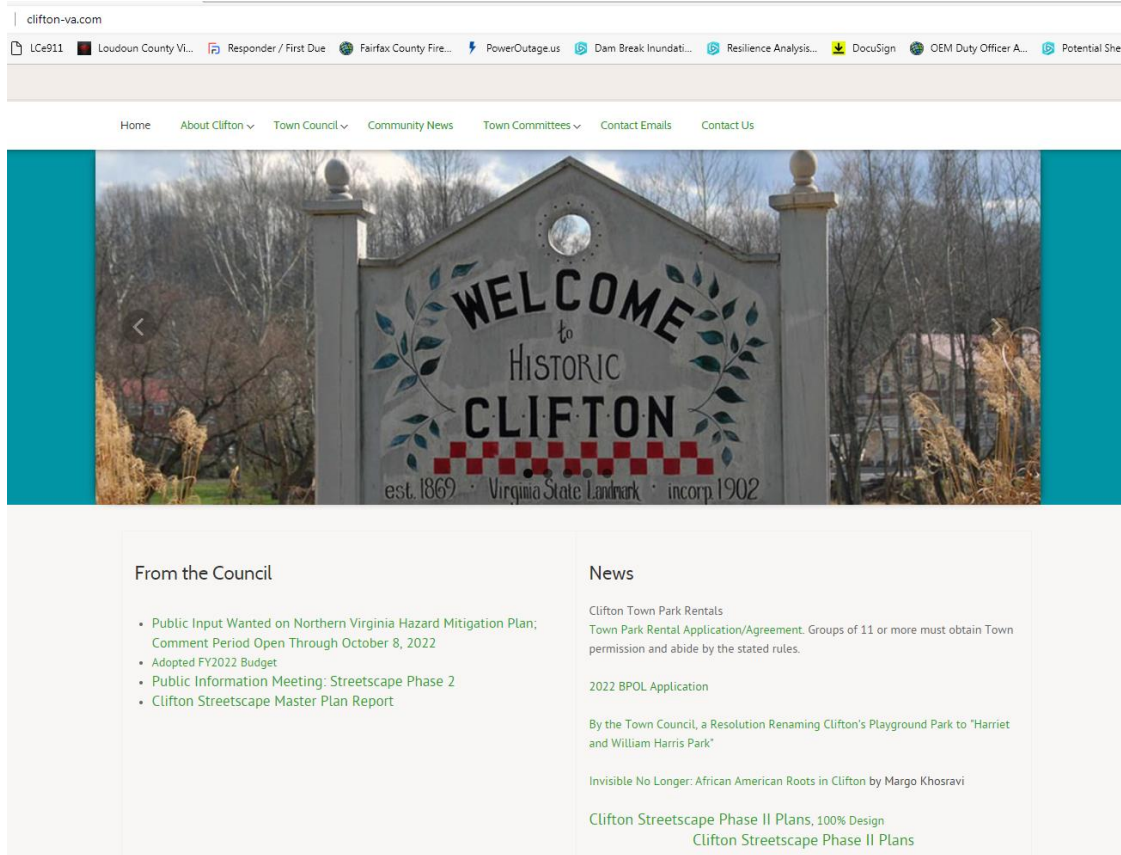 clifton-va.com
LCe911 Loudoun County Vi... Responder / First Due Fairfax County Fire... PowerOutage.us Dam Break Inundati... Resilience Analysis... DocuSign OEM Duty Officer A... Potential She
Home About Clifton Town Council Community News Town Committees Contact Emails Contact Us
WELCOME
to
HISTORIC
C·L·I·F·T·O·N
est. 1869 · Virginia State Landmark · incorp. 1902
From the Council
• Public Input Wanted on Northern Virginia Hazard Mitigation Plan;
Comment Period Open Through October 8, 2022
• Adopted FY2022 Budget
• Public Information Meeting: Streetscape Phase 2
• Clifton Streetscape Master Plan Report
News
Clifton Town Park Rentals
Town Park Rental Application/Agreement. Groups of 11 or more must obtain Town
permission and abide by the stated rules.
2022 BPOL Application
By the Town Council, a Resolution Renaming Clifton's Playground Park to "Harriet
and William Harris Park"
Invisible No Longer: African American Roots in Clifton by Margo Khosravi
Clifton Streetscape Phase II Plans, 100% Design
Clifton Streetscape Phase II Plans